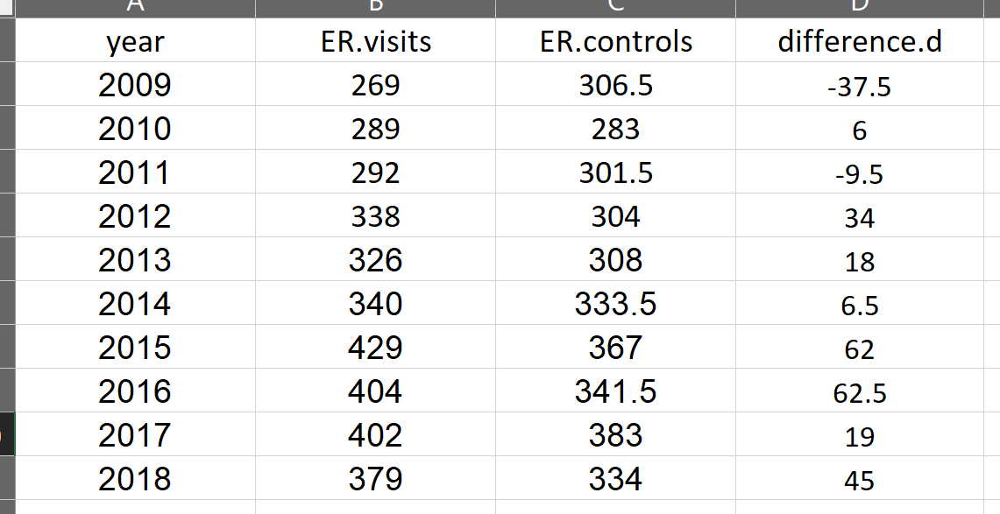 A B C D
year ER.visits ER.controls difference.d
2009 269 306.5 -37.5
2010 289 283 6
2011 292 301.5 -9.5
2012 338 304 34
2013 326 308 18
2014 340 333.5 6.5
2015 429 367 62
2016 404 341.5 62.5
2017 402 383 19
2018 379 334 45